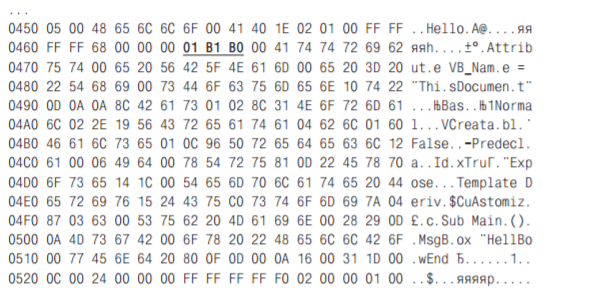 ...
0450 05 00 48 65 6C 6C 6F 00 41 40 1E 02 01 00 FF FF ..Hello.A@....яя
0460 FF FF 68 00 00 00 01 B1 B0 00 41 74 74 72 69 62 яяh....±°.Attrib
0470 75 74 00 65 20 56 42 5F 4E 61 6D 00 65 20 3D 20 ut.e VB_Nam.e =
0480 22 54 68 69 00 73 44 6F 63 75 6D 65 6E 10 74 22 "Thi.sDocumen.t"
0490 0D 0A 0A 8C 42 61 73 01 02 8C 31 4E 6F 72 6D 61 ...ЊBas..Њ1Norma
04A0 6C 02 2E 19 56 43 72 65 61 74 61 04 62 6C 01 60 l...VCreata.bl.`
04B0 46 61 6C 73 65 01 0C 96 50 72 65 64 65 63 6C 12 False..–Predecl.
04C0 61 00 06 49 64 00 78 54 72 75 81 0D 22 45 78 70 a..Id.xTruЃ."Exp
04D0 6F 73 65 14 1C 00 54 65 6D 70 6C 61 74 65 20 44 ose...Template D
04E0 65 72 69 76 15 24 43 75 C0 73 74 6F 6D 69 7A 04 eriv.$CuAstomiz.
04F0 87 03 63 00 53 75 62 20 4D 61 69 6E 00 28 29 0D £.c.Sub Main.().
0500 0A 4D 73 67 42 00 6F 78 20 22 48 65 6C 6C 42 6F .MsgB.ox "HellBo
0510 00 77 45 6E 64 20 80 0F 0D 00 0A 16 00 31 1D 00 .wEnd Ђ......1..
0520 0C 00 24 00 00 00 FF FF FF FF F0 02 00 00 01 00 ..$...яяяяр.....